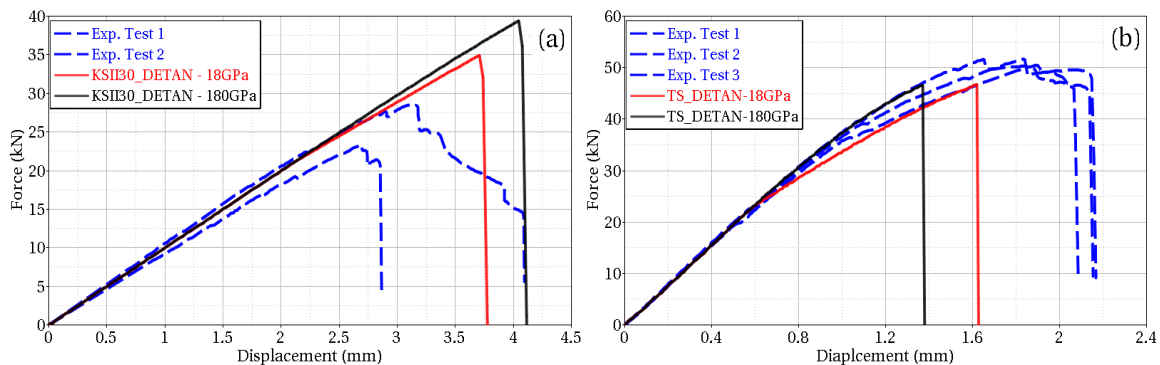 40
35
30
25
20
15
10
5
0
Force (kN)
Exp. Test 1
Exp. Test 2
KSII30_DETAN - 18GPa
KSII30_DETAN - 180GPa
(a)
0 0.5 1 1.5 2 2.5 3 3.5 4 4.5
Displacement (mm)
60
50
40
30
20
10
0
Force (kN)
Exp. Test 1
Exp. Test 2
Exp. Test 3
TS_DETAN-18GPa
TS_DETAN-180GPa
(b)
0 0.4 0.8 1.2 1.6 2 2.4
Diaplcement (mm)